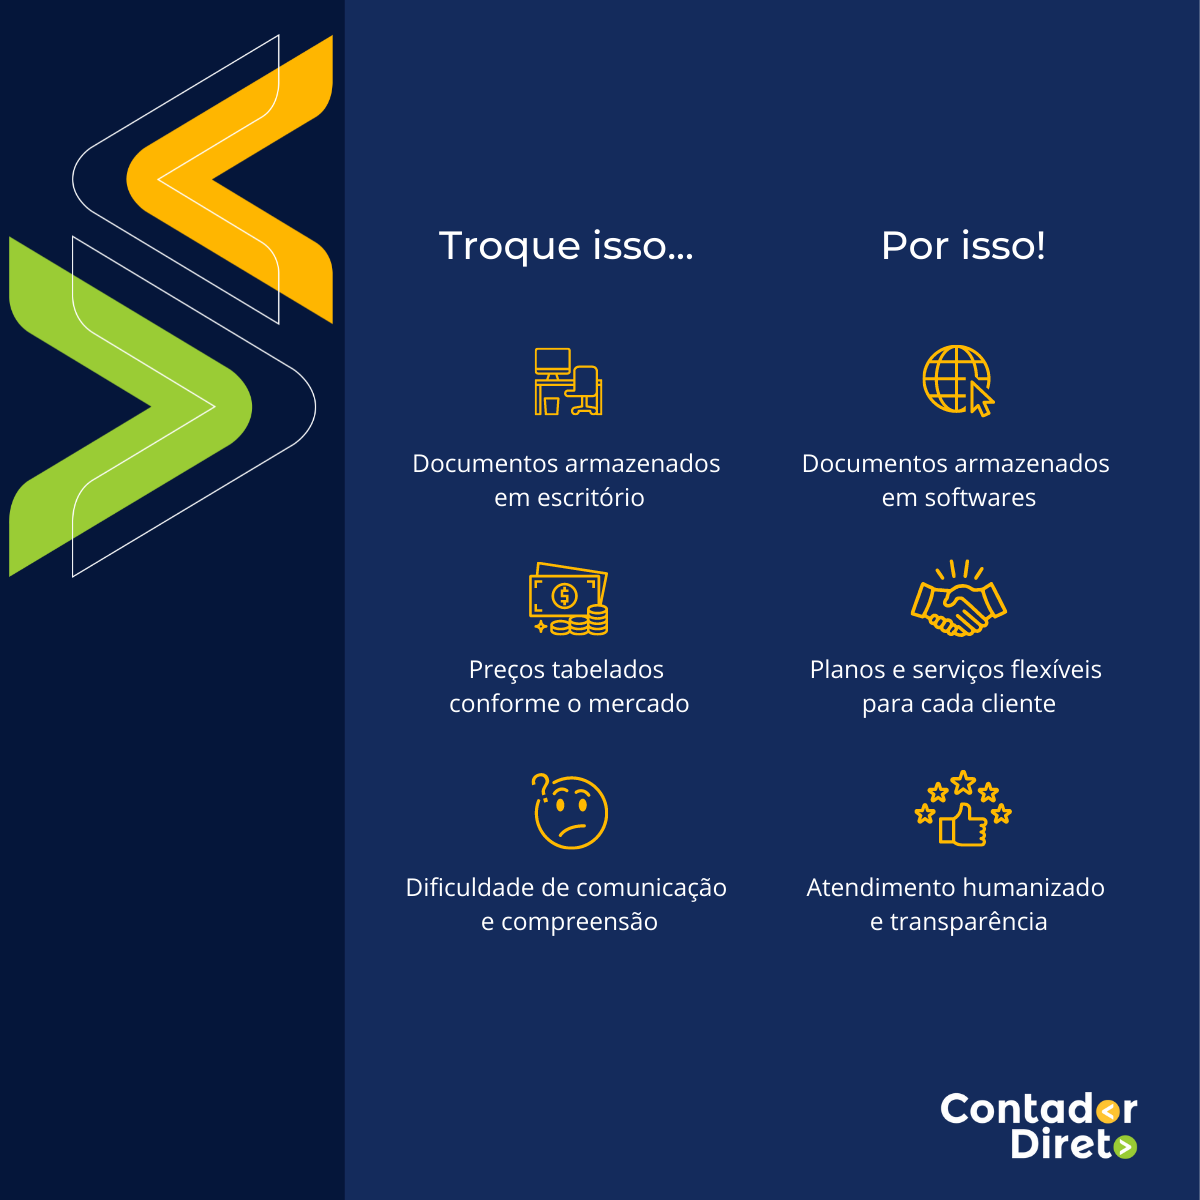 Troque isso...
Por isso!
Documentos armazenados
em escritório
Documentos armazenados
em softwares
Preços tabelados
conforme o mercado
Planos e serviços flexíveis
para cada cliente
Dificuldade de comunicação
e compreensão
Atendimento humanizado
e transparência
Contador
Direto